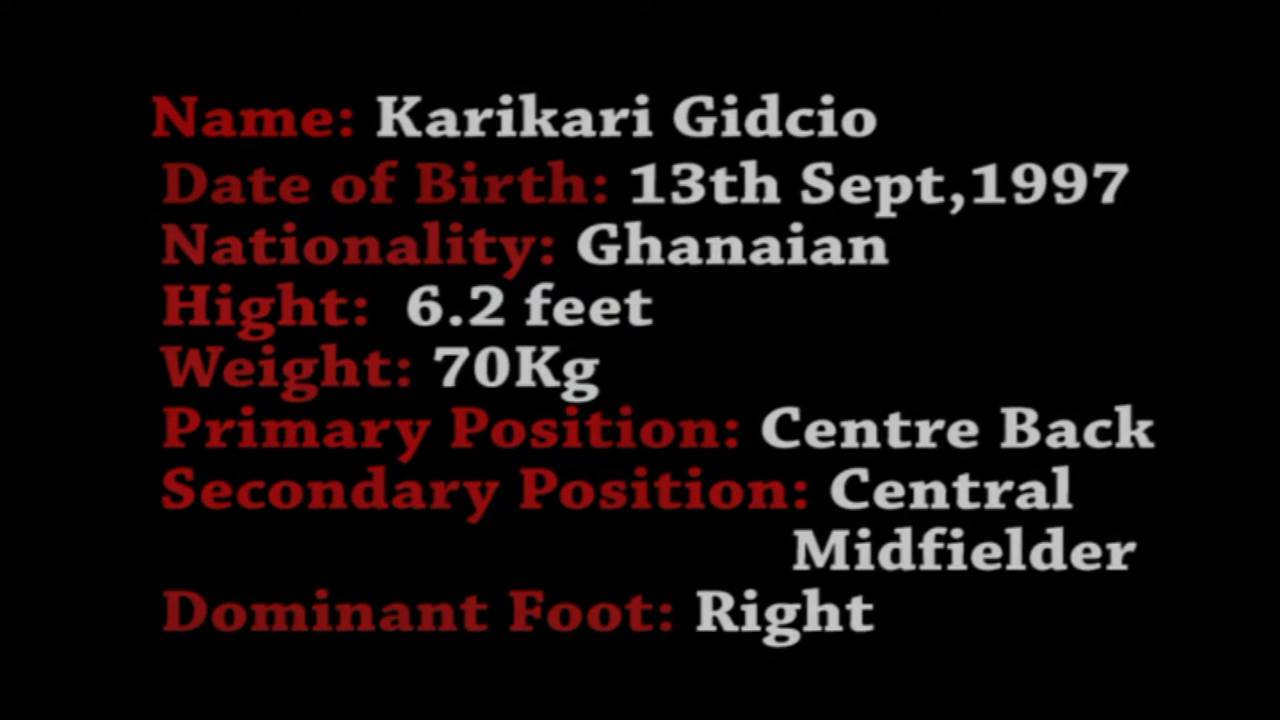 Name: Karikari Gidcio
Date of Birth: 13th Sept,1997
Nationality: Ghanaian
Hight: 6.2 feet
Weight: 70Kg
Primary Position: Centre Back
Secondary Position: Central
Midfielder
Dominant Foot: Right